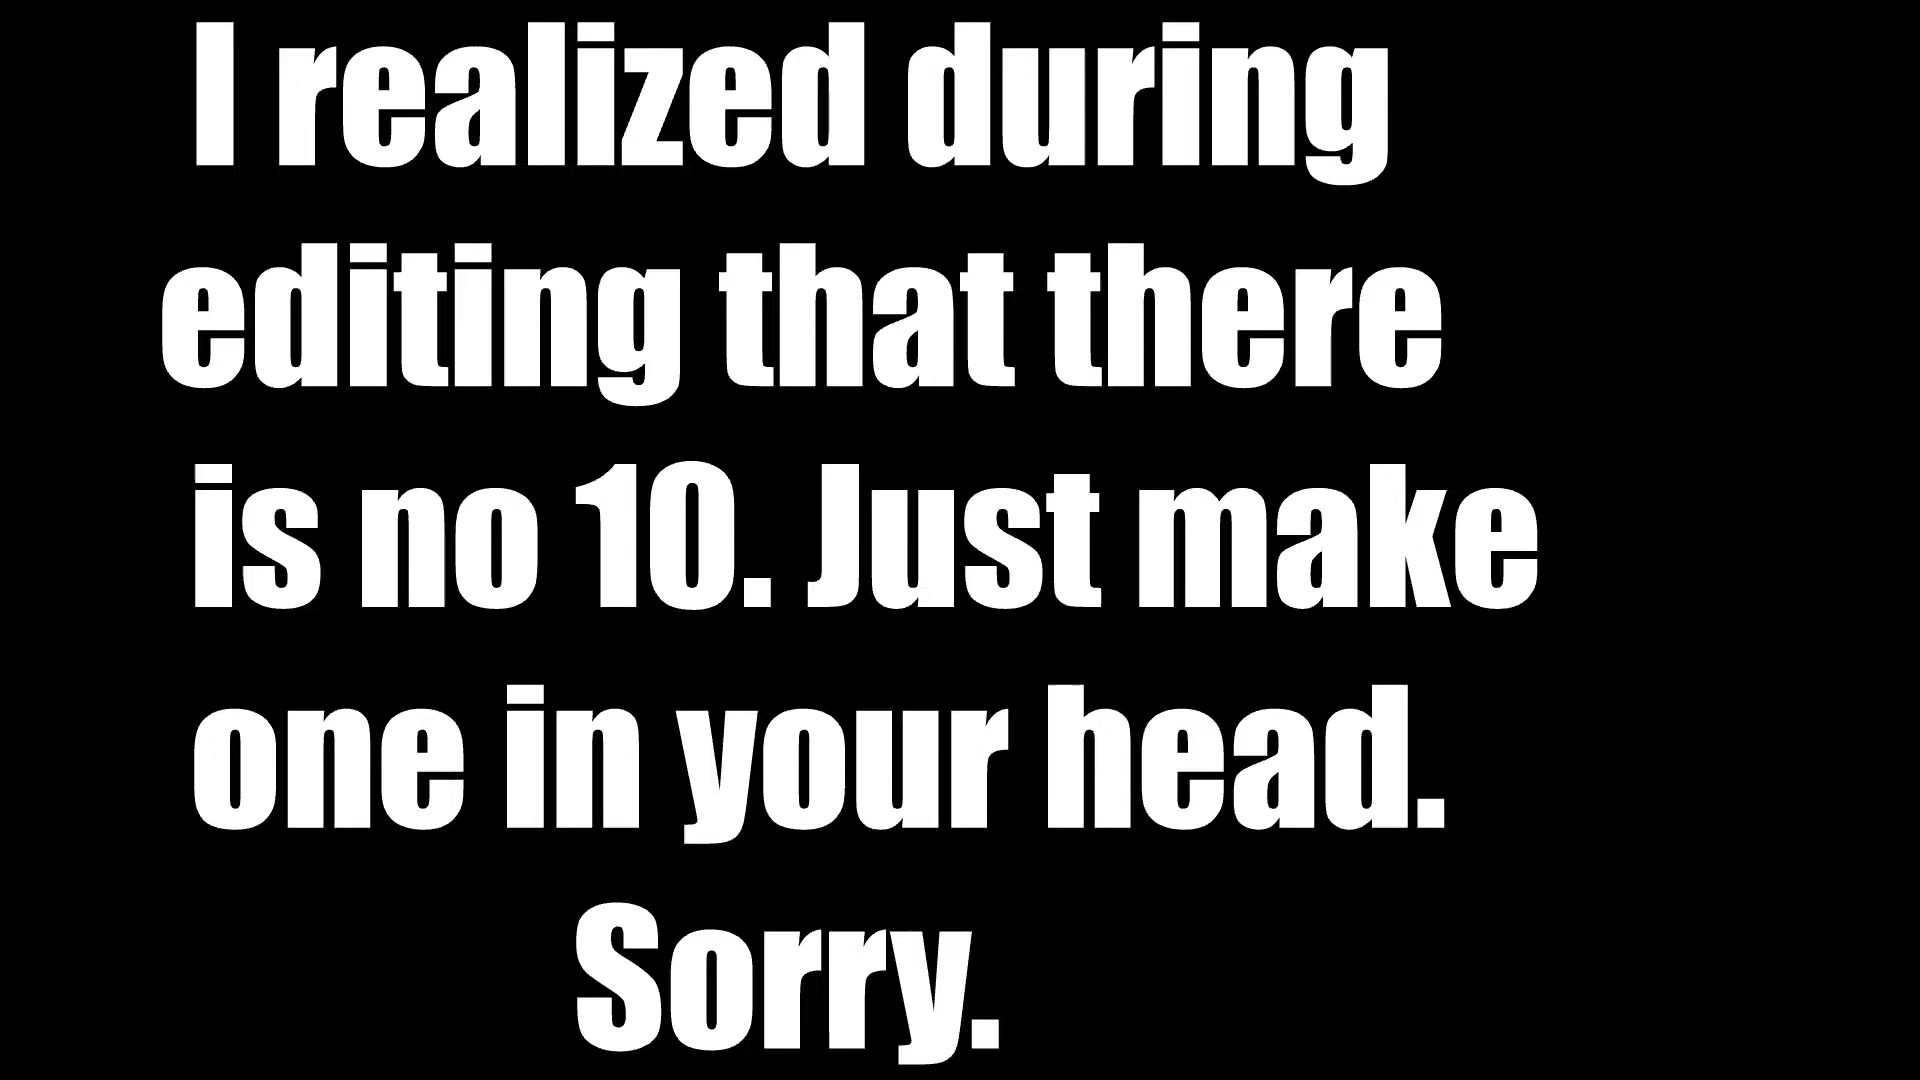 I realized during
editing that there
is no 10. Just make
one in your head.
Sorry.